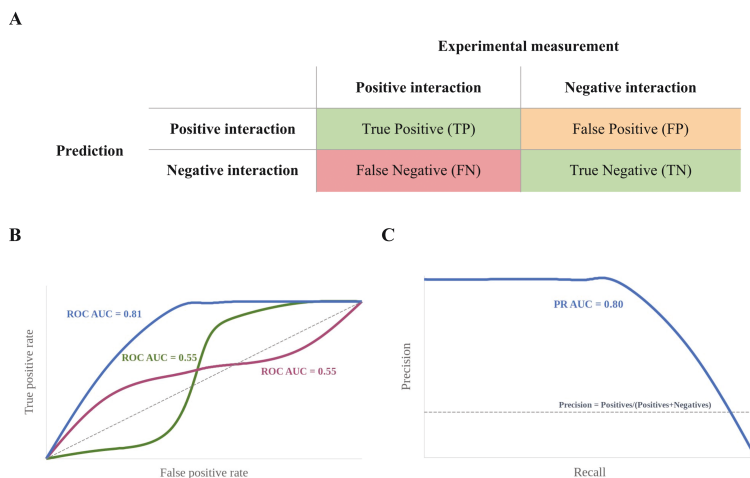 A
Experimental measurement
Positive interaction Negative interaction
Prediction
Positive interaction True Positive (TP) False Positive (FP)
Negative interaction False Negative (FN) True Negative (TN)
B
ROC AUC = 0.81
ROC AUC = 0.55
ROC AUC = 0.55
True positive rate
False positive rate
C
PR AUC = 0.80
Precision = Positives/(Positives+Negatives)
Precision
Recall